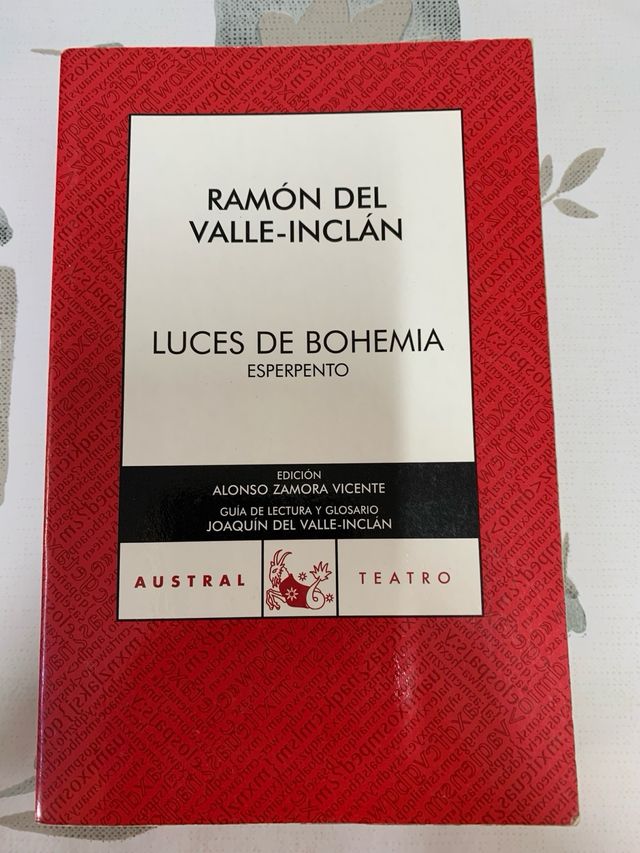 RAMÓN DEL
VALLE-INCLÁN
LUCES DE BOHEMIA
ESPERPENTO
EDICIÓN
ALONSO ZAMORA VICENTE
GUÍA DE LECTURA Y GLOSARIO
JOAQUÍN DEL VALLE-INCLÁN
AUSTRAL
TEATRO